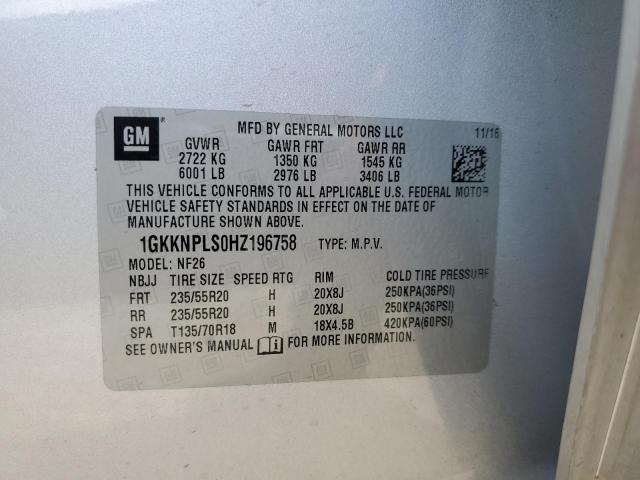 GM
MFD BY GENERAL MOTORS LLC
11/16
GVWR GAWR FRT GAWR RR
2722 KG 1350 KG 1545 KG
6001 LB 2976 LB 3406 LB
THIS VEHICLE CONFORMS TO ALL APPLICABLE U.S. FEDERAL MOTOR
VEHICLE SAFETY STANDARDS IN EFFECT ON THE DATE OF
MANUFACTURE SHOWN ABOVE.
1GKKNPLS0HZ196758 TYPE: M.P.V.
MODEL: NF26
NBJJ TIRE SIZE SPEED RTG RIM COLD TIRE PRESSURE
FRT 235/55R20 H 20X8J 250KPA(36PSI)
RR 235/55R20 H 20X8J 250KPA(36PSI)
SPA T135/70R18 M 18X4.5B 420KPA(60PSI)
SEE OWNER'S MANUAL FOR MORE INFORMATION.